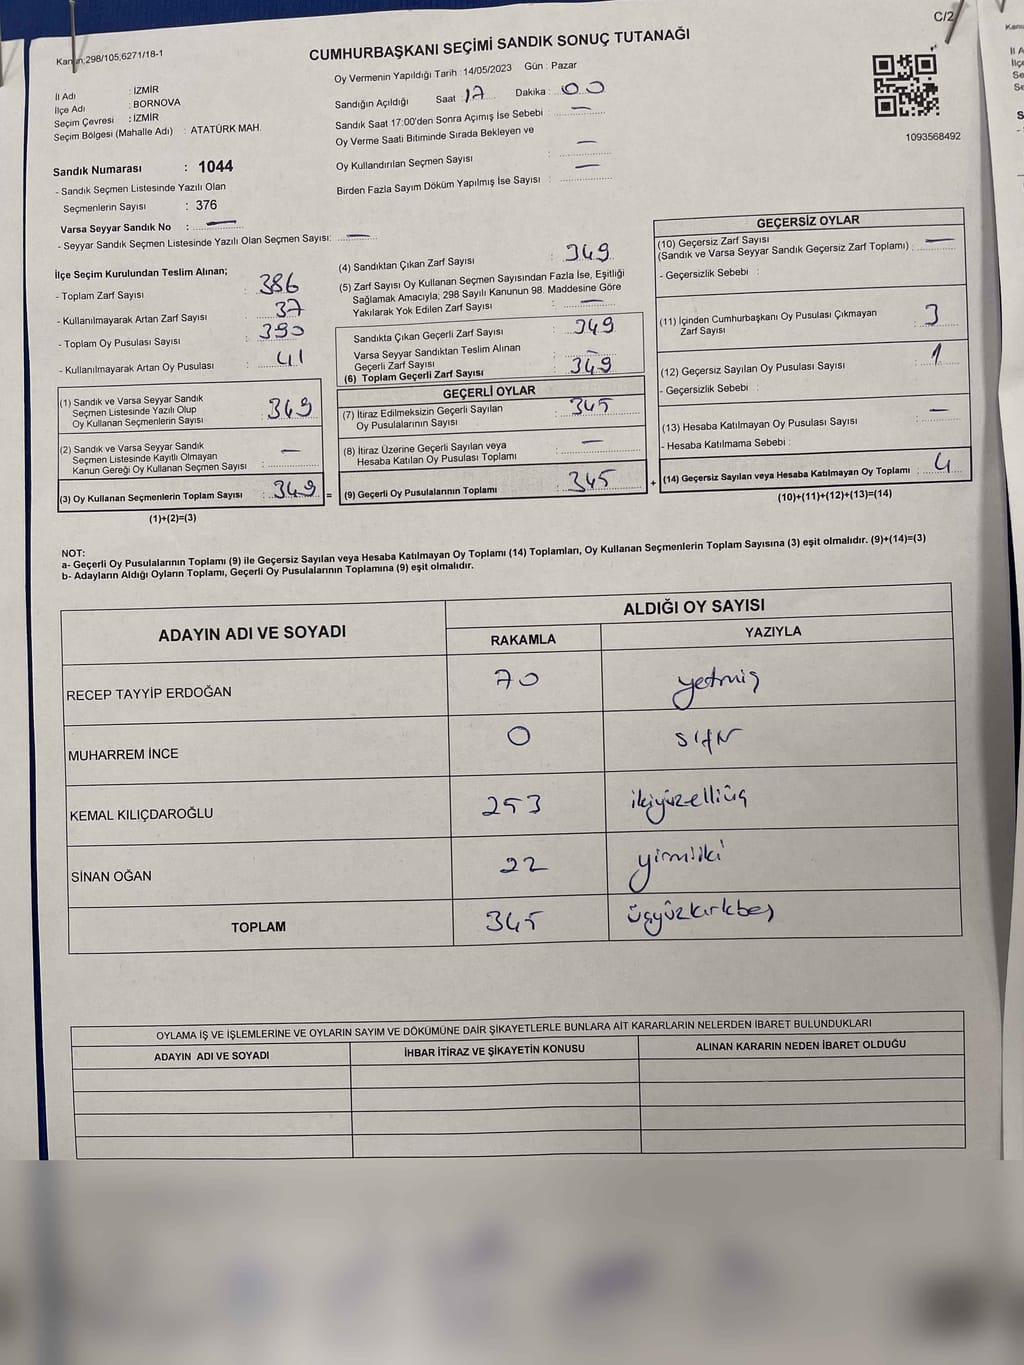 C/2
Kanun,298/105,6271/18-1
CUMHURBAŞKANI SEÇİMİ SANDIK SONUÇ TUTANAĞI
Oy Vermenin Yapıldığı Tarih :14/05/2023 Gün : Pazar
İl Adı : İZMİR
İlçe Adı : BORNOVA
Seçim Çevresi : İZMİR
Seçim Bölgesi (Mahalle Adı) : ATATÜRK MAH.
Sandığın Açıldığı Saat 17 Dakika : 00
Sandık Saat 17:00'den Sonra Açımış İse Sebebi : —
Oy Verme Saati Bitiminde Sırada Bekleyen ve
Oy Kullandırılan Seçmen Sayısı : —
Birden Fazla Sayım Döküm Yapılmış İse Sayısı : —
1093568492
Sandık Numarası : 1044
- Sandık Seçmen Listesinde Yazılı Olan
Seçmenlerin Sayısı : 376
Varsa Seyyar Sandık No : —
- Seyyar Sandık Seçmen Listesinde Yazılı Olan Seçmen Sayısı: —
İlçe Seçim Kurulundan Teslim Alınan;
- Toplam Zarf Sayısı : 386
- Kullanılmayarak Artan Zarf Sayısı : 37
- Toplam Oy Pusulası Sayısı : 390
- Kullanılmayarak Artan Oy Pusulası : 41
(1) Sandık ve Varsa Seyyar Sandık
Seçmen Listesinde Yazılı Olup
Oy Kullanan Seçmenlerin Sayısı : 349
(2) Sandık ve Varsa Seyyar Sandık
Seçmen Listesinde Kayıtlı Olmayan
Kanun Gereği Oy Kullanan Seçmen Sayısı : —
(3) Oy Kullanan Seçmenlerin Toplam Sayısı : 349 =
(1)+(2)=(3)
(4) Sandıktan Çıkan Zarf Sayısı : 349
(5) Zarf Sayısı Oy Kullanan Seçmen Sayısından Fazla İse, Eşitliği
Sağlamak Amacıyla; 298 Sayılı Kanunun 98. Maddesine Göre
Yakılarak Yok Edilen Zarf Sayısı : —
Sandıkta Çıkan Geçerli Zarf Sayısı : 349
Varsa Seyyar Sandıktan Teslim Alınan
Geçerli Zarf Sayısı : —
(6) Toplam Geçerli Zarf Sayısı : 349
GEÇERLİ OYLAR
(7) İtiraz Edilmeksizin Geçerli Sayılan
Oy Pusulalarının Sayısı : 345
(8) İtiraz Üzerine Geçerli Sayılan veya
Hesaba Katılan Oy Pusulası Toplamı : —
(9) Geçerli Oy Pusulalarının Toplamı : 345 +
GEÇERSİZ OYLAR
(10) Geçersiz Zarf Sayısı
(Sandık ve Varsa Seyyar Sandık Geçersiz Zarf Toplamı) : —
- Geçersizlik Sebebi :
(11) İçinden Cumhurbaşkanı Oy Pusulası Çıkmayan
Zarf Sayısı : 3
(12) Geçersiz Sayılan Oy Pusulası Sayısı : 1
- Geçersizlik Sebebi :
(13) Hesaba Katılmayan Oy Pusulası Sayısı : —
- Hesaba Katılmama Sebebi :
(14) Geçersiz Sayılan veya Hesaba Katılmayan Oy Toplamı : 4
(10)+(11)+(12)+(13)=(14)
NOT:
a- Geçerli Oy Pusulalarının Toplamı (9) ile Geçersiz Sayılan veya Hesaba Katılmayan Oy Toplamı (14) Toplamları, Oy Kullanan Seçmenlerin Toplam Sayısına (3) eşit olmalıdır. (9)+(14)=(3)
b- Adayların Aldığı Oyların Toplamı, Geçerli Oy Pusulalarının Toplamına (9) eşit olmalıdır.
ADAYIN ADI VE SOYADI ALDIĞI OY SAYISI
RAKAMLA YAZIYLA
RECEP TAYYİP ERDOĞAN 70 yetmiş
MUHARREM İNCE 0 sıfır
KEMAL KILIÇDAROĞLU 253 ikiyüzelliüç
SİNAN OĞAN 22 yirmiiki
TOPLAM 345 üçyüzkırkbeş
OYLAMA İŞ VE İŞLEMLERİNE VE OYLARIN SAYIM VE DÖKÜMÜNE DAİR ŞİKAYETLERLE BUNLARA AİT KARARLARIN NELERDEN İBARET BULUNDUKLARI
ADAYIN ADI VE SOYADI İHBAR İTİRAZ VE ŞİKAYETİN KONUSU ALINAN KARARIN NEDEN İBARET OLDUĞU